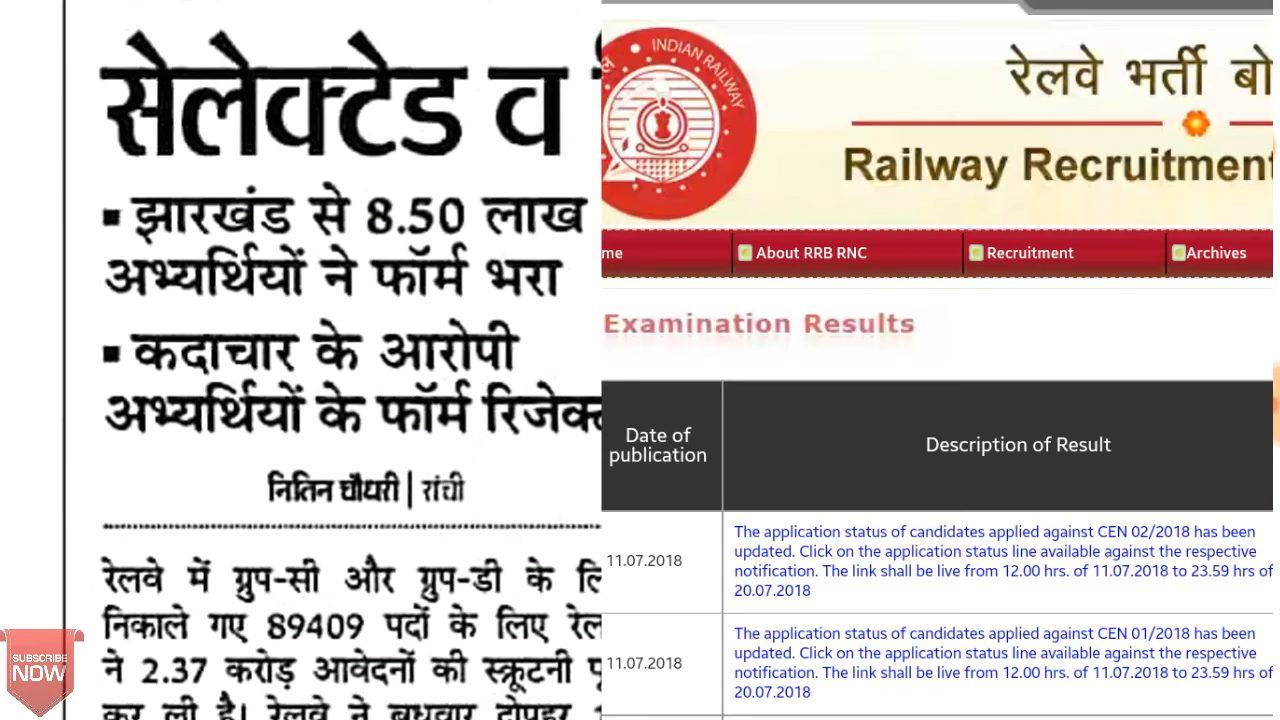 सेलेक्टेड व
▪ झारखंड से 8.50 लाख
अभ्यर्थियों ने फॉर्म भरा
▪ कदाचार के आरोपी
अभ्यर्थियों के फॉर्म रिजेक्ट
नितिन चौधरी | रांची
रेलवे में ग्रुप-सी और ग्रुप-डी के
निकाले गए 89409 पदों के लिए
ने 2.37 करोड़ आवेदनों की स्क्रूटनी
कर ली है। रेलवे ने बुधवार दोपहर
SUBSCRIBE
NOW
INDIAN RAILWAY
रेलवे भर्ती बो
Railway Recruitment
me
About RRB RNC
Recruitment
Archives
Examination Results
Date of
publication
Description of Result
11.07.2018
The application status of candidates applied against CEN 02/2018 has been
updated. Click on the application status line available against the respective
notification. The link shall be live from 12.00 hrs. of 11.07.2018 to 23.59 hrs of
20.07.2018
11.07.2018
The application status of candidates applied against CEN 01/2018 has been
updated. Click on the application status line available against the respective
notification. The link shall be live from 12.00 hrs. of 11.07.2018 to 23.59 hrs of
20.07.2018